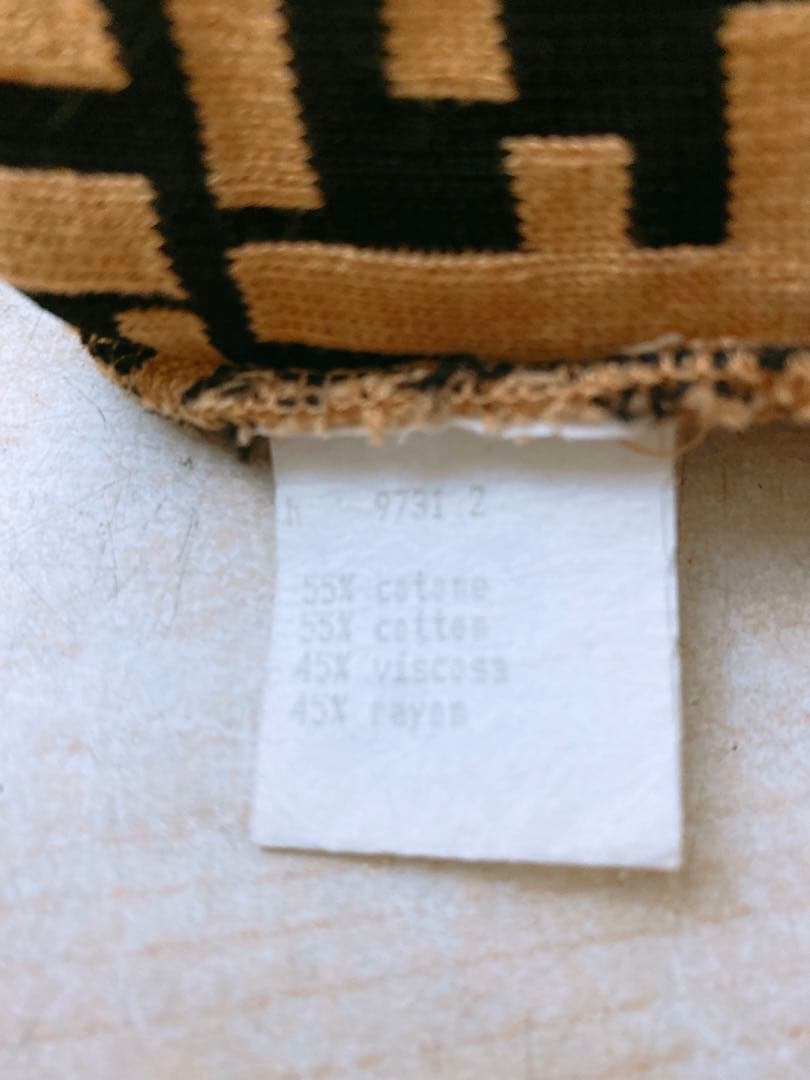 9731 2
55% cotone
55% cotton
45% viscosa
45% rayon